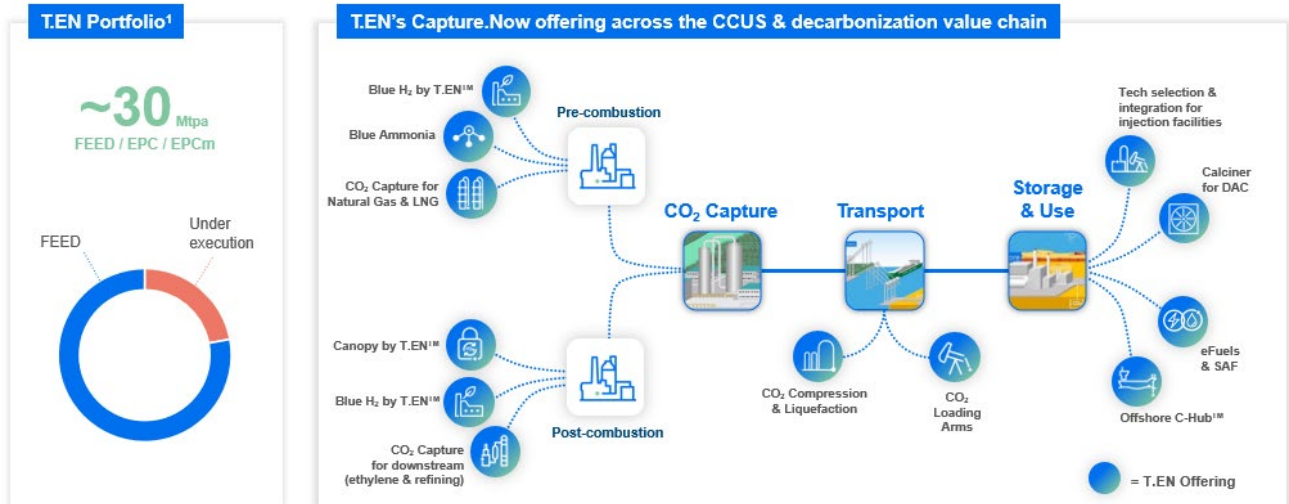 T.EN Portfolio¹
~30 Mtpa
FEED / EPC / EPCm
FEED
Under
execution
T.EN's Capture.Now offering across the CCUS & decarbonization value chain
Blue H₂ by T.EN™
Blue Ammonia
CO₂ Capture for
Natural Gas & LNG
Pre-combustion
Canopy by T.EN™
Blue H₂ by T.EN™
CO₂ Capture
for downstream
(ethylene & refining)
Post-combustion
CO₂ Capture
Transport
CO₂ Compression
& Liquefaction
CO₂
Loading
Arms
Storage
& Use
Tech selection &
integration for
injection facilities
Calciner
for DAC
eFuels
& SAF
Offshore C-Hub™
= T.EN Offering